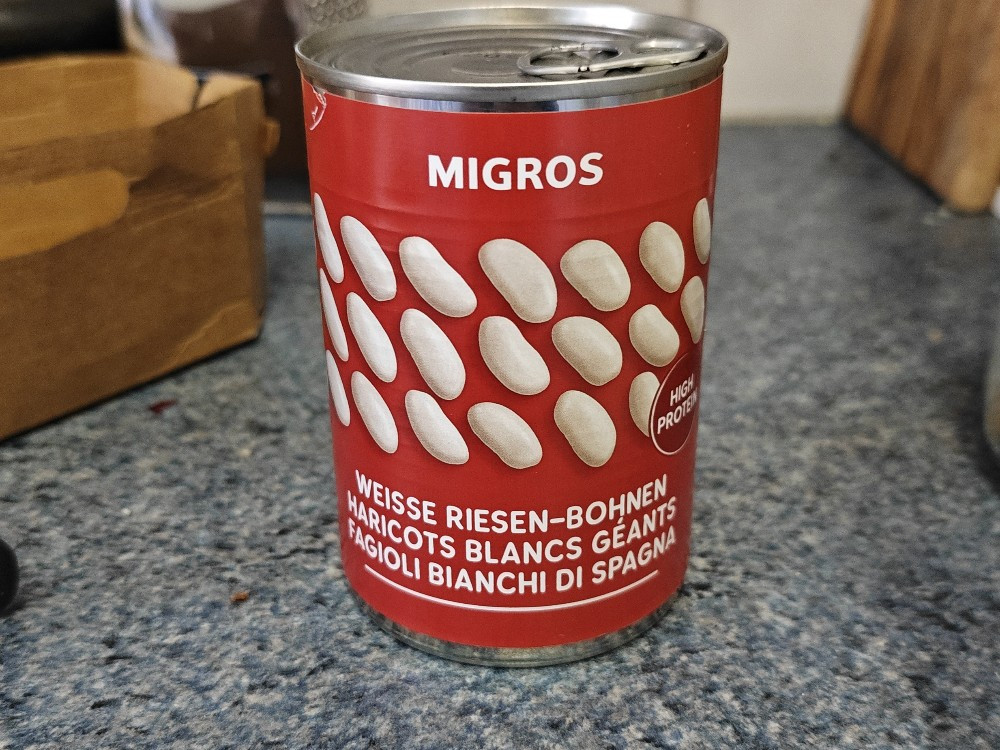 MIGROS
HIGH
PROTEIN
WEISSE RIESEN-BOHNEN
HARICOTS BLANCS GÉANTS
FAGIOLI BIANCHI DI SPAGNA